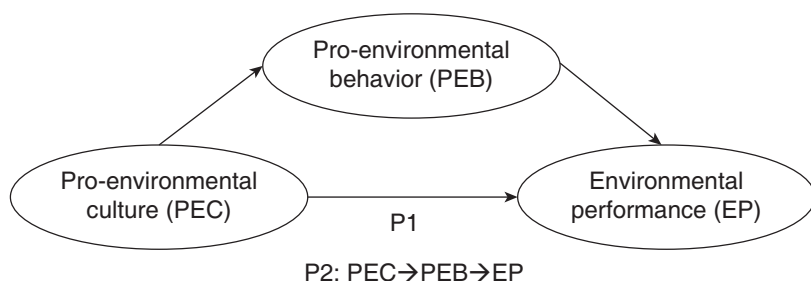 Pro-environmental
behavior (PEB)
Pro-environmental
culture (PEC)
Environmental
performance (EP)
P1
P2: PEC→PEB→EP